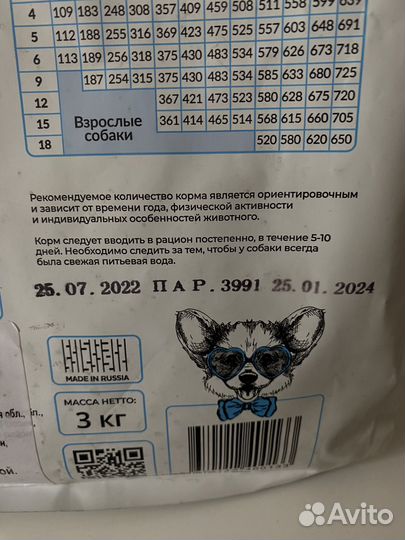 4 109 183 248 308 357 409 459 508 511 558 599 639
5 112 188 255 316 369 423 475 525 557 602 648 691
6 113 189 256 318 375 430 483 534 579 626 673 718
9 187 254 315 375 430 483 534 585 633 680 725
12 367 421 473 523 580 628 675 720
15 361 414 465 514 568 615 660 705
18 520 580 620 650
Взрослые
собаки
Рекомендуемое количество корма является ориентировочным
и зависит от времени года, физической активности
и индивидуальных особенностей животного.
Корм следует вводить в рацион постепенно, в течение 5-10
дней. Необходимо следить за тем, чтобы у собаки всегда
была свежая питьевая вода.
25.07.2022 ПАР.3991 25.01.2024
MADE IN RUSSIA
МАССА НЕТТО:
3 КГ
обл.,
Avito